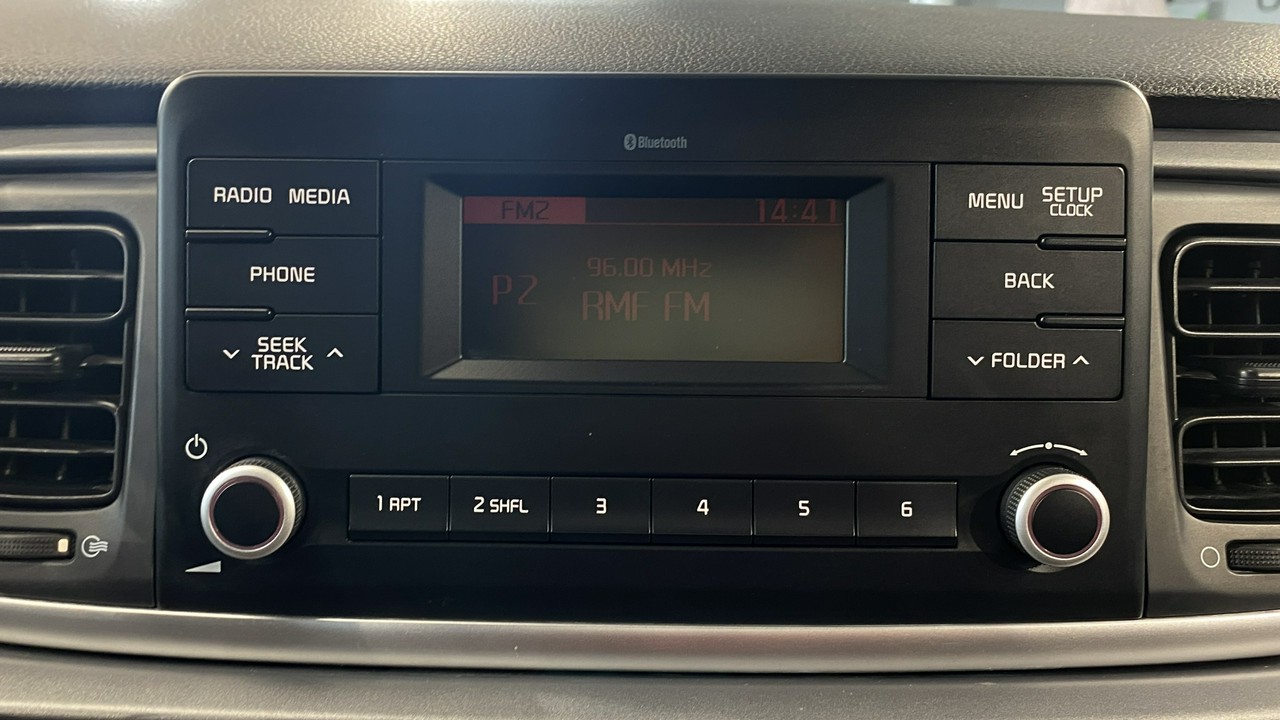 Bluetooth
RADIO MEDIA
FM2 14:41
MENU SETUP
CLOCK
PHONE
96.00 MHz
P2 RMF FM
BACK
SEEK
TRACK
FOLDER
1 RPT 2 SHFL 3 4 5 6